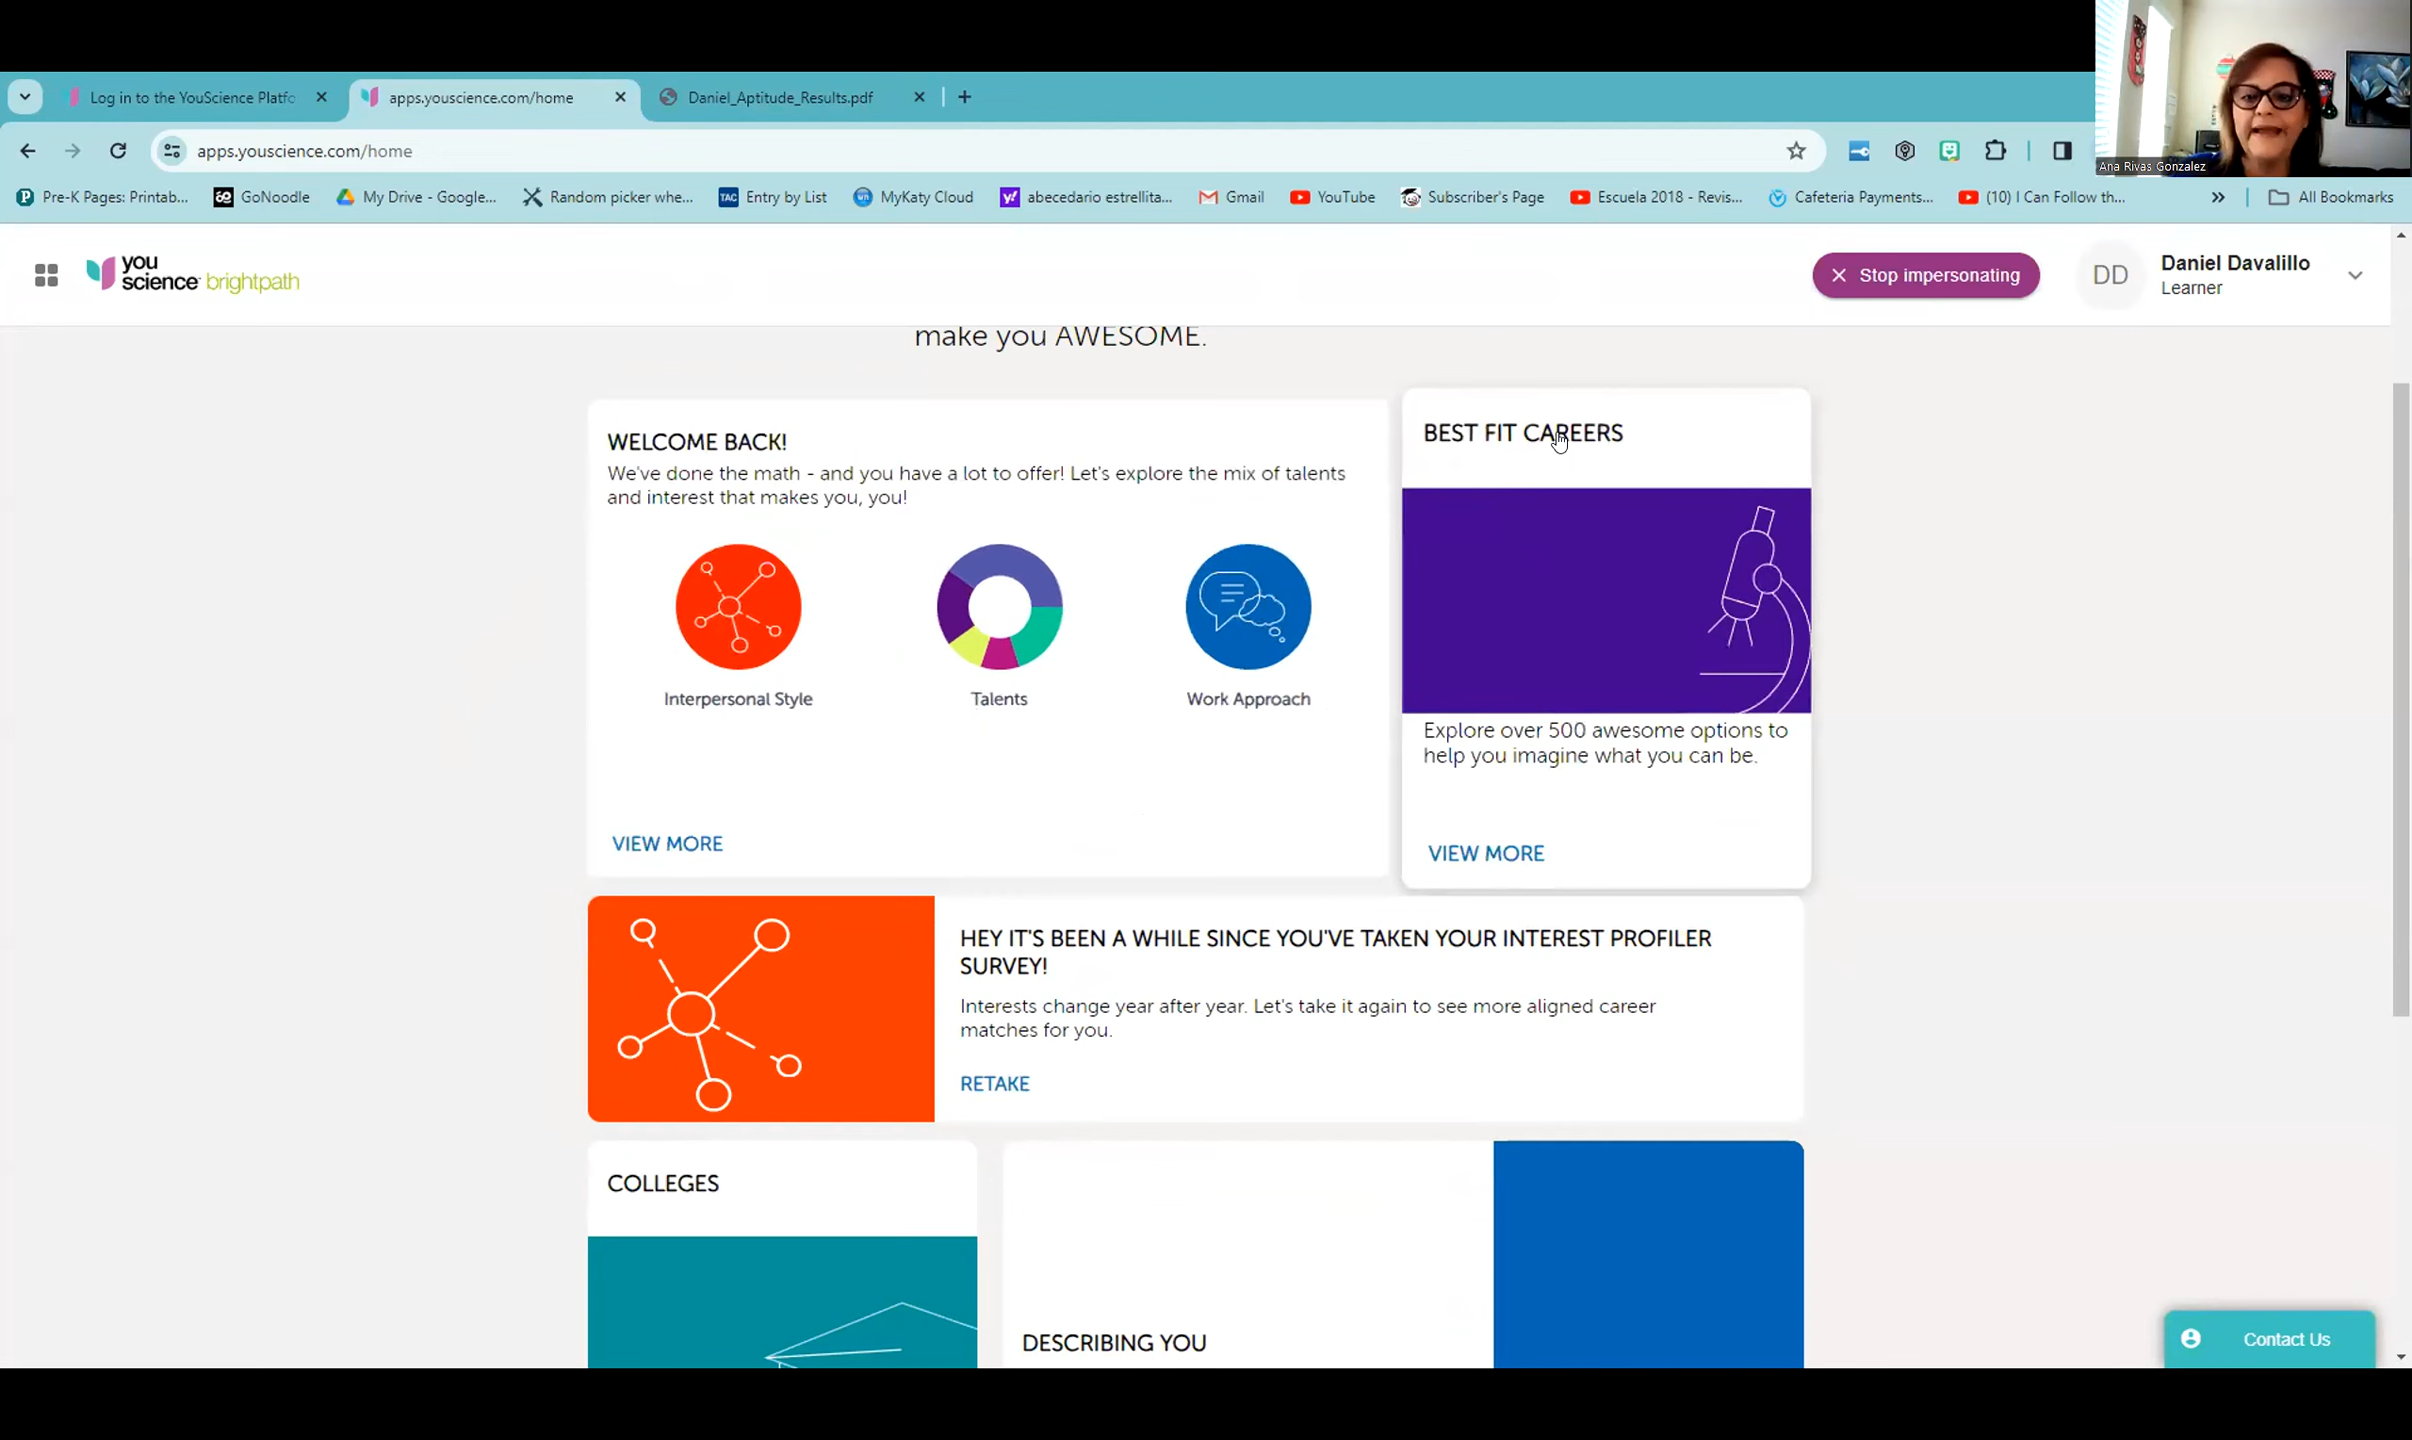 Log in to the YouScience Platfo
apps.youscience.com/home
Daniel_Aptitude_Results.pdf
apps.youscience.com/home
Ana Rivas Gonzalez
Pre-K Pages: Printab...
GoNoodle
My Drive - Google...
Random picker whe...
TAC Entry by List
MyKaty Cloud
abecedario estrellita...
Gmail
YouTube
Subscriber's Page
Escuela 2018 - Revis...
Cafeteria Payments...
(10) I Can Follow th...
All Bookmarks
you
science brightpath
Stop impersonating
DD
Daniel Davalillo
Learner
make you AWESOME.
WELCOME BACK!
We've done the math - and you have a lot to offer! Let's explore the mix of talents
and interest that makes you, you!
Interpersonal Style
Talents
Work Approach
VIEW MORE
BEST FIT CAREERS
Explore over 500 awesome options to
help you imagine what you can be.
VIEW MORE
HEY IT'S BEEN A WHILE SINCE YOU'VE TAKEN YOUR INTEREST PROFILER
SURVEY!
Interests change year after year. Let's take it again to see more aligned career
matches for you.
RETAKE
COLLEGES
DESCRIBING YOU
Contact Us